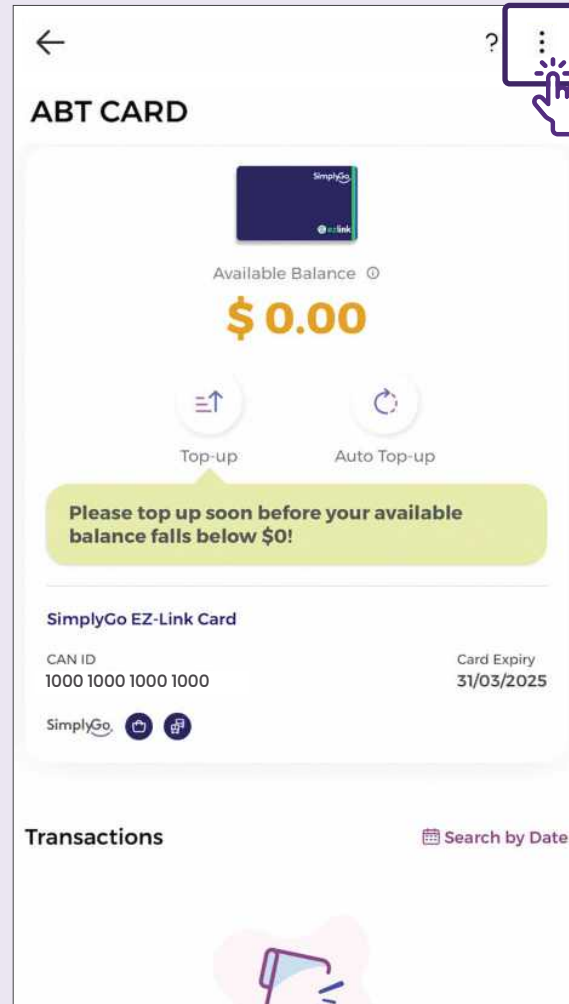 ?
ABT CARD
SimplyGo
ezlink
Available Balance
$ 0.00
Top-up
Auto Top-up
Please top up soon before your available
balance falls below $0!
SimplyGo EZ-Link Card
CAN ID
Card Expiry
1000 1000 1000 1000
31/03/2025
SimplyGo
Transactions
Search by Date